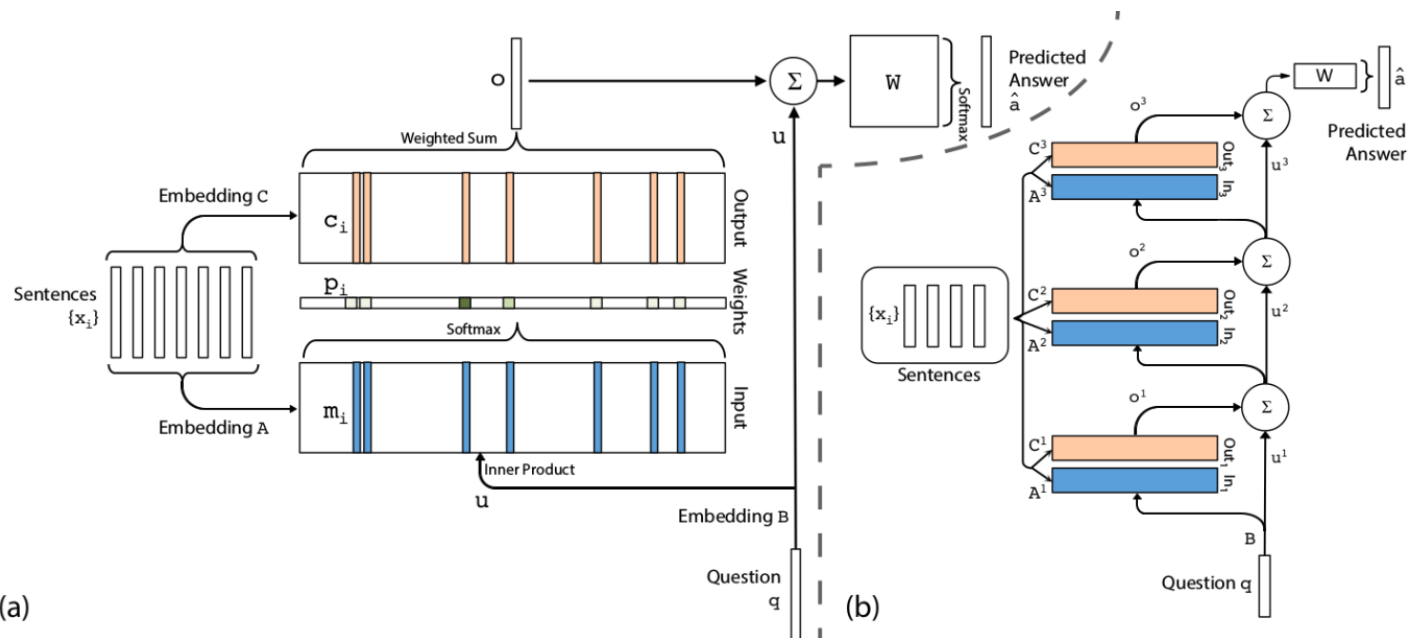 o
Σ
W
Softmax
Predicted
Answer
â
Weighted Sum
u
Embedding C
c_i
Output
Sentences
{x_i}
p_i
Weights
Softmax
m_i
Input
Embedding A
Inner Product
u
Embedding B
Question
q
(a)
W
â
Predicted
Answer
o³
Σ
C³
Out₃
A³
In₃
u³
o²
Σ
C²
Out₂
A²
In₂
u²
{x_i}
Sentences
o¹
Σ
C¹
Out₁
A¹
In₁
u¹
B
Question q
(b)